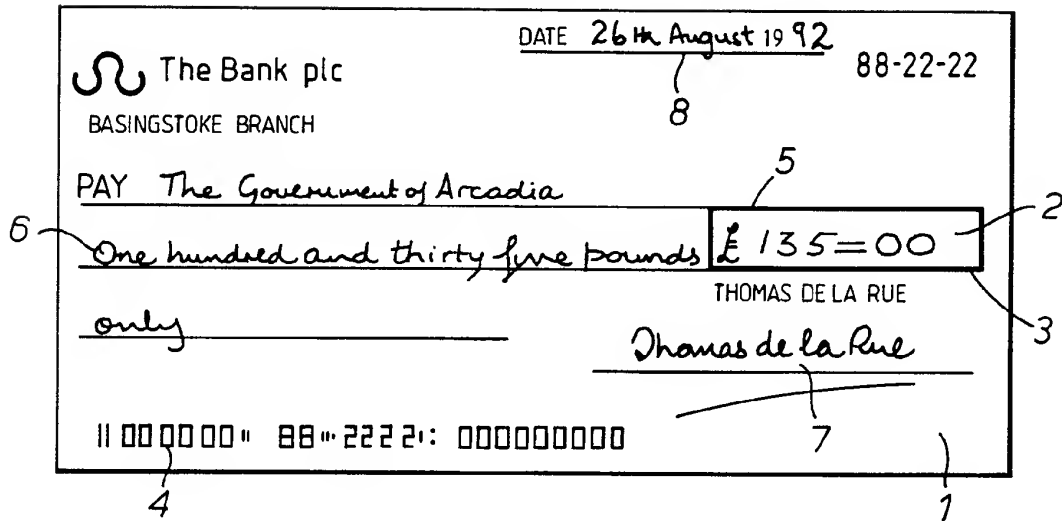 DATE 26th August 19 92
The Bank plc
88-22-22
8
BASINGSTOKE BRANCH
5
PAY The Government of Arcadia
2
6
One hundred and thirty five pounds £ 135=00
THOMAS DE LA RUE
3
only
Thomas de la Rue
7
11000000" 88"'2222': 000000000
4
1